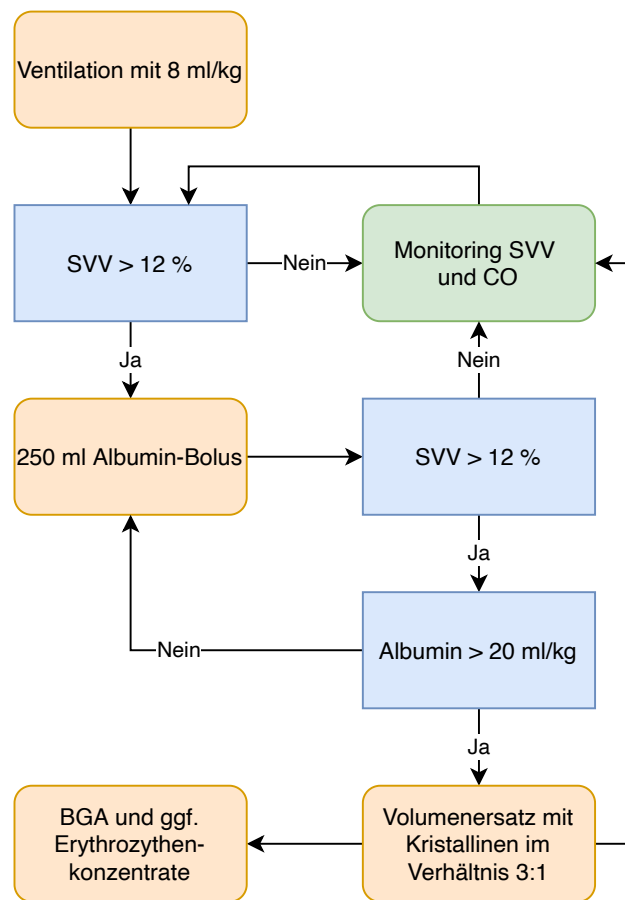 Ventilation mit 8 ml/kg
SVV > 12 %
Nein
Monitoring SVV
und CO
Ja
Nein
250 ml Albumin-Bolus
SVV > 12 %
Ja
Nein
Albumin > 20 ml/kg
Ja
BGA und ggf.
Erythrozythen-
konzentrate
Volumenersatz mit
Kristallinen im
Verhältnis 3:1